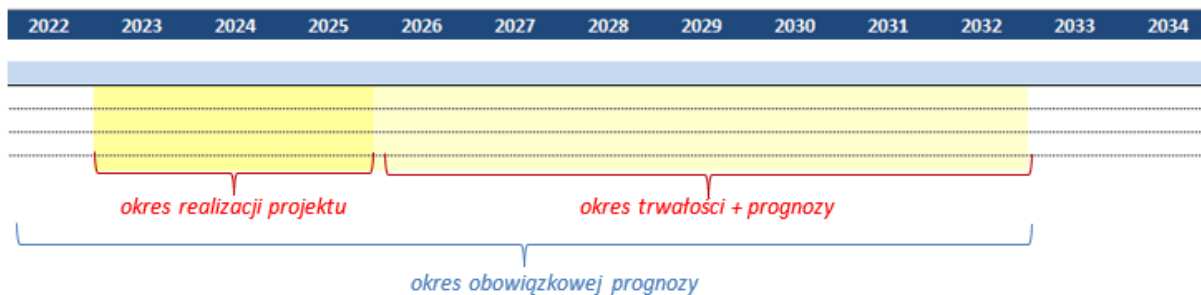 2022 2023 2024 2025 2026 2027 2028 2029 2030 2031 2032 2033 2034
okres realizacji projektu okres trwałości + prognozy
okres obowiązkowej prognozy